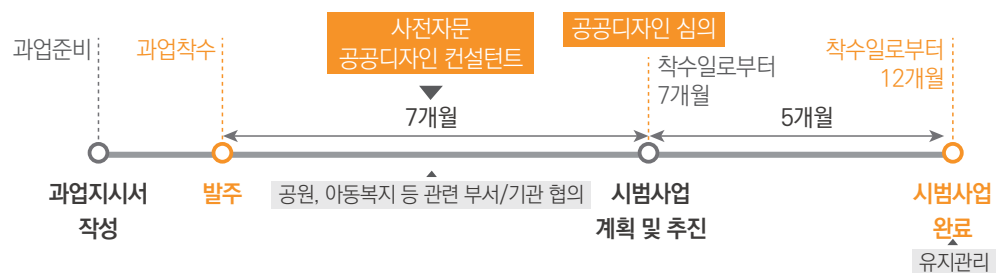 사전자문
공공디자인 컨설턴트
공공디자인 심의
과업준비
과업착수
착수일로부터
7개월
착수일로부터
12개월
7개월
5개월
과업지시서
작성
발주
공원, 아동복지 등 관련 부서/기관 협의
시범사업
계획 및 추진
시범사업
완료
유지관리